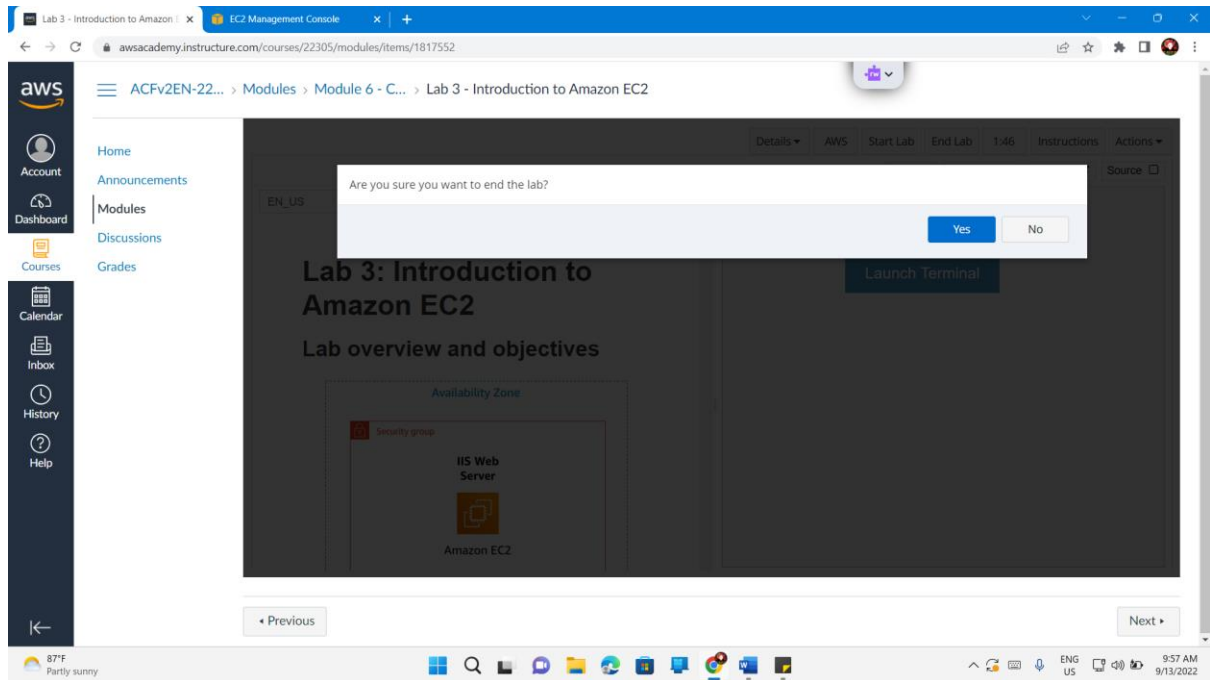 Lab 3 - Introduction to Amazon E
EC2 Management Console
awsacademy.instructure.com/courses/22305/modules/items/1817552
aws
ACFv2EN-22... › Modules › Module 6 - C... › Lab 3 - Introduction to Amazon EC2
Account
Dashboard
Courses
Calendar
Inbox
History
Help
Home
Announcements
Modules
Discussions
Grades
Details AWS Start Lab End Lab 1:46 Instructions Actions
Source
EN_US
Are you sure you want to end the lab?
Yes No
Launch Terminal
Lab 3: Introduction to
Amazon EC2
Lab overview and objectives
Availability Zone
Security group
IIS Web
Server
Amazon EC2
Previous
Next
87°F
Partly sunny
ENG
US
9:57 AM
9/13/2022